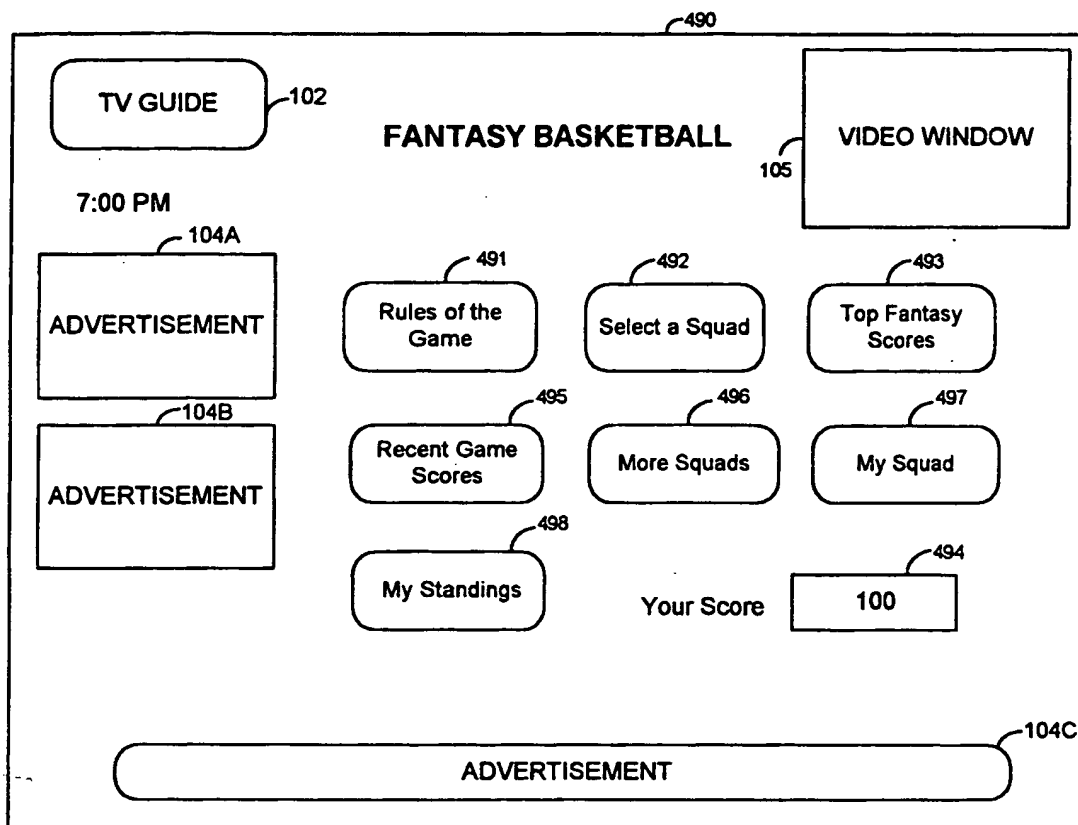 490
TV GUIDE
102
FANTASY BASKETBALL
VIDEO WINDOW
105
7:00 PM
104A
ADVERTISEMENT
104B
ADVERTISEMENT
491
Rules of the
Game
492
Select a Squad
493
Top Fantasy
Scores
495
Recent Game
Scores
496
More Squads
497
My Squad
498
My Standings
Your Score
494
100
104C
ADVERTISEMENT